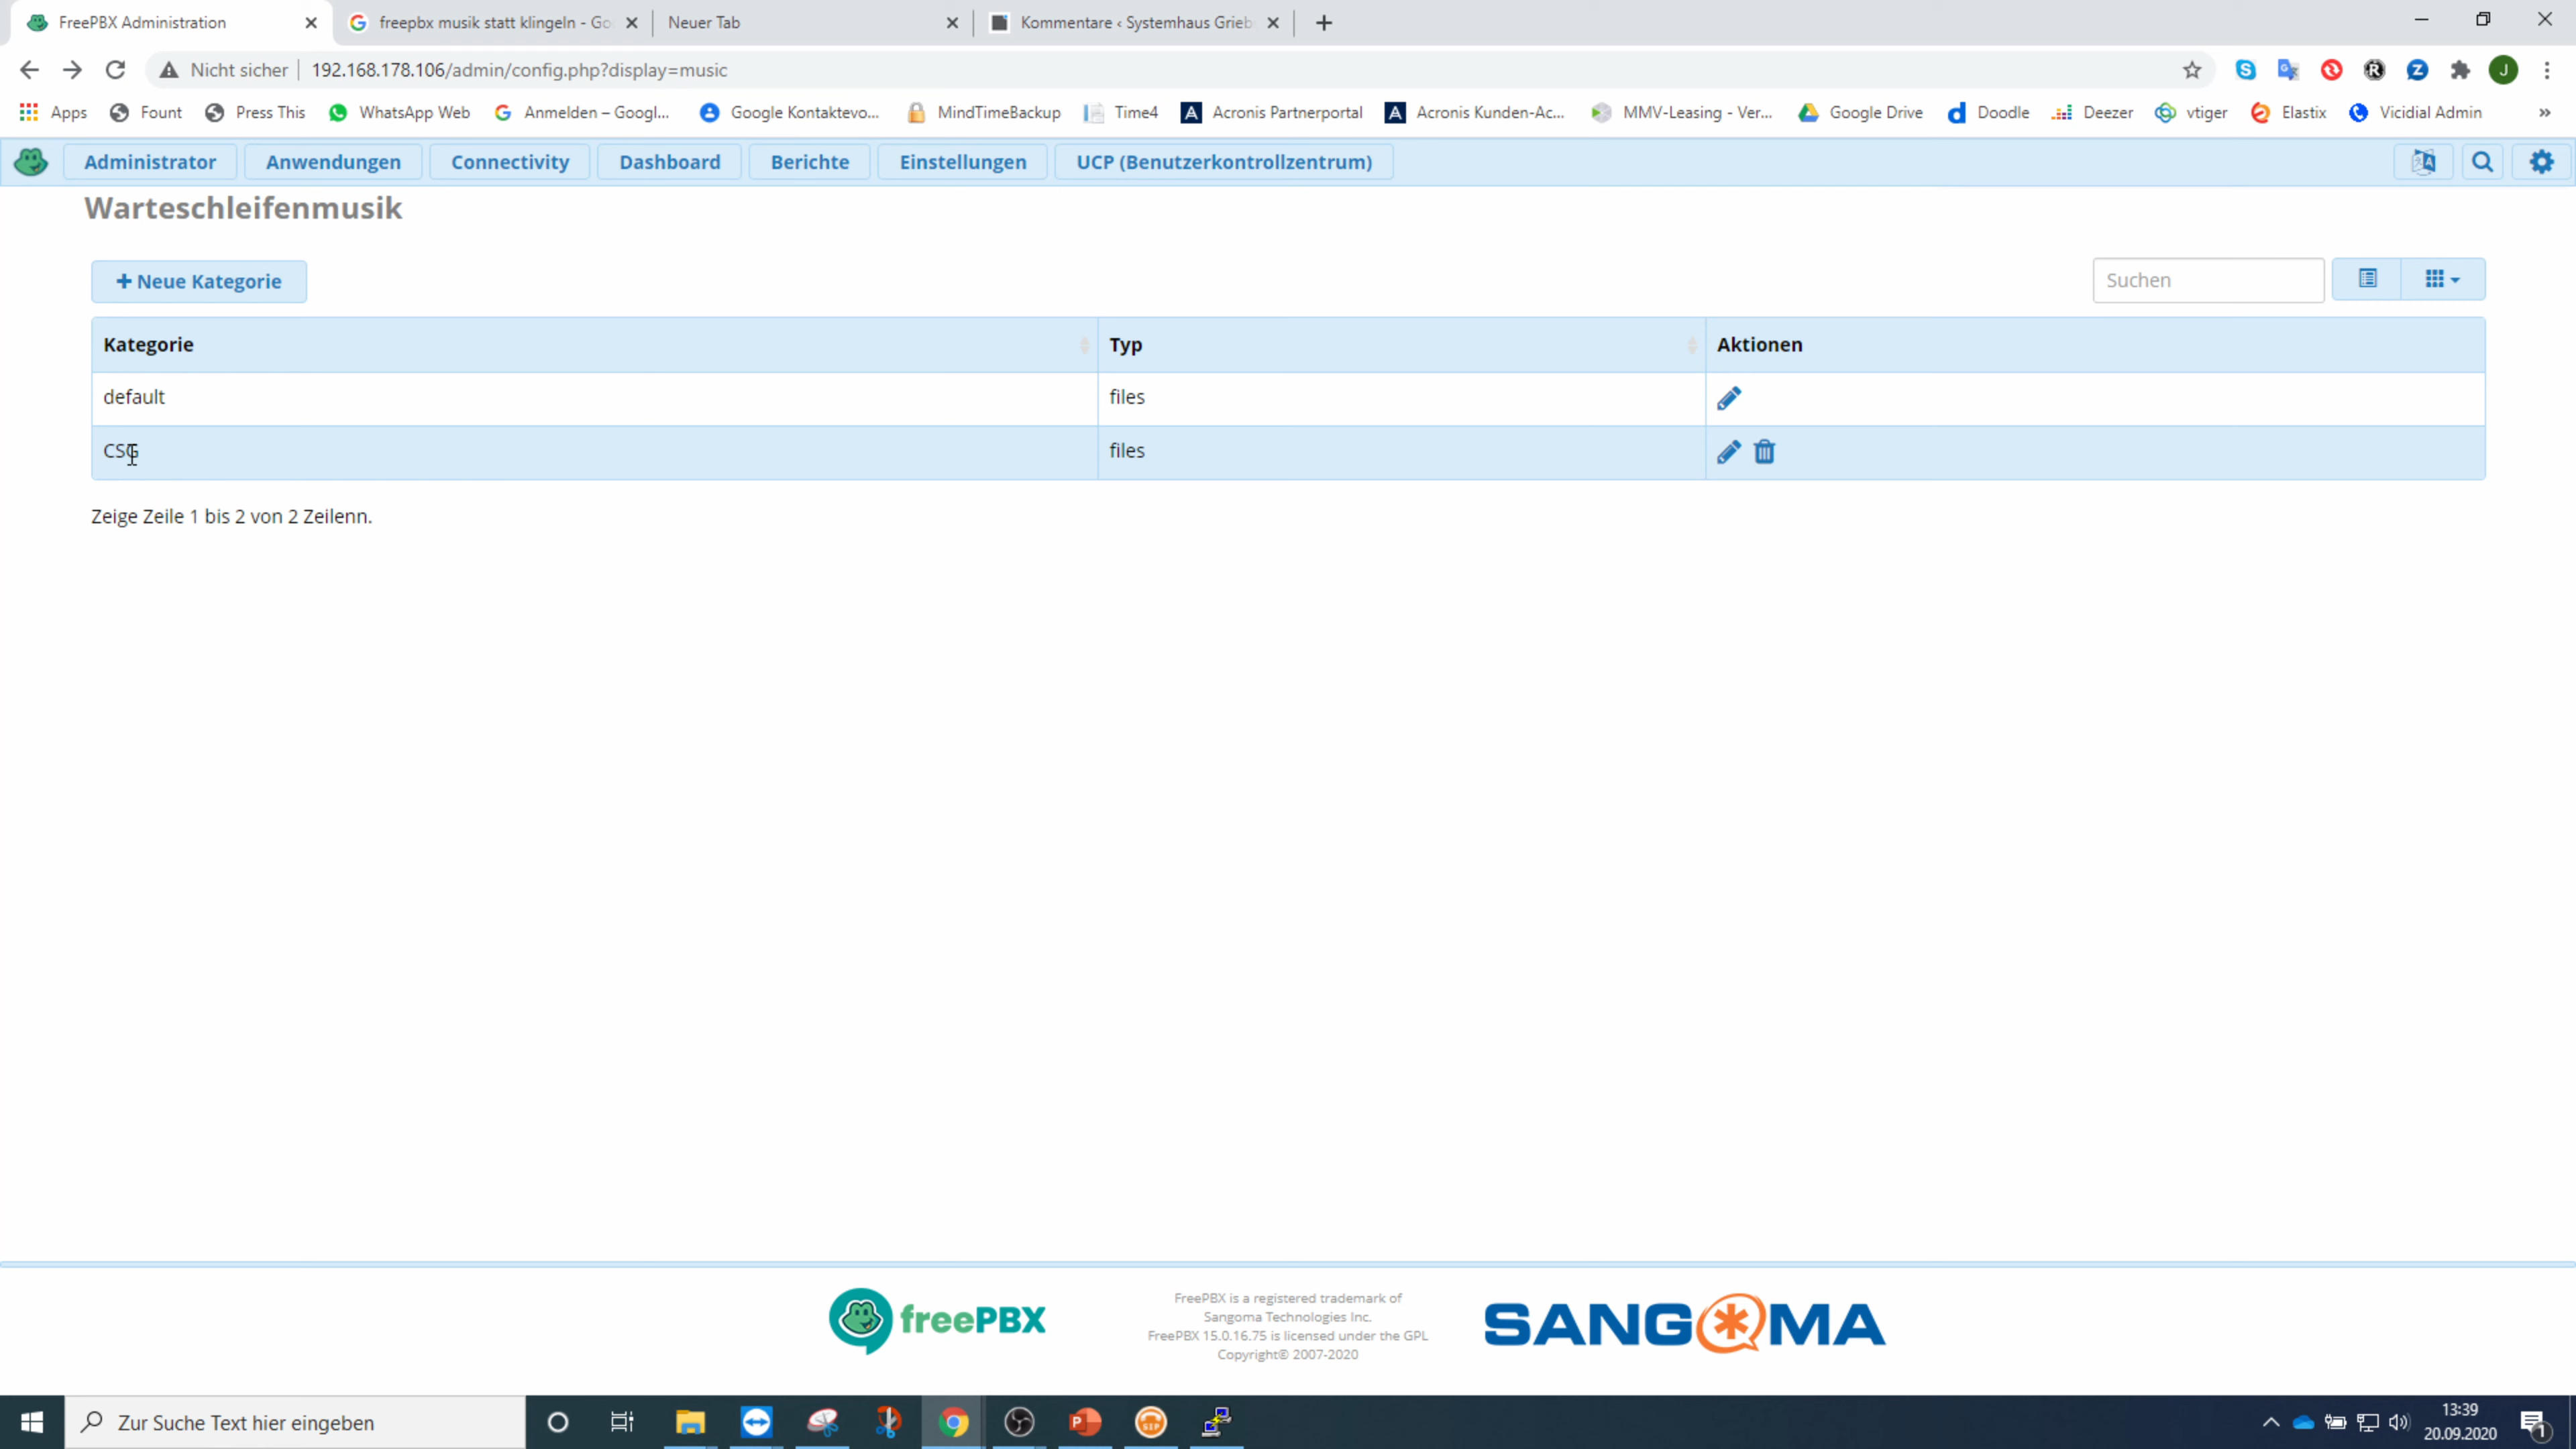 FreePBX Administration
freepbx musik statt klingeln - Go
Neuer Tab
Kommentare ‹ Systemhaus Grieb
Nicht sicher
192.168.178.106/admin/config.php?display=music
Apps
Fount
Press This
WhatsApp Web
Anmelden – Googl...
Google Kontaktevo...
MindTimeBackup
Time4
Acronis Partnerportal
Acronis Kunden-Ac...
MMV-Leasing - Ver...
Google Drive
Doodle
Deezer
vtiger
Elastix
Vicidial Admin
»
Administrator
Anwendungen
Connectivity
Dashboard
Berichte
Einstellungen
UCP (Benutzerkontrollzentrum)
Warteschleifenmusik
+ Neue Kategorie
Suchen
Kategorie
Typ
Aktionen
default
files
CSG
files
Zeige Zeile 1 bis 2 von 2 Zeilenn.
freePBX
FreePBX is a registered trademark of
Sangoma Technologies Inc.
FreePBX 15.0.16.75 is licensed under the GPL
Copyright© 2007-2020
SANGOMA
Zur Suche Text hier eingeben
13:39
20.09.2020
1